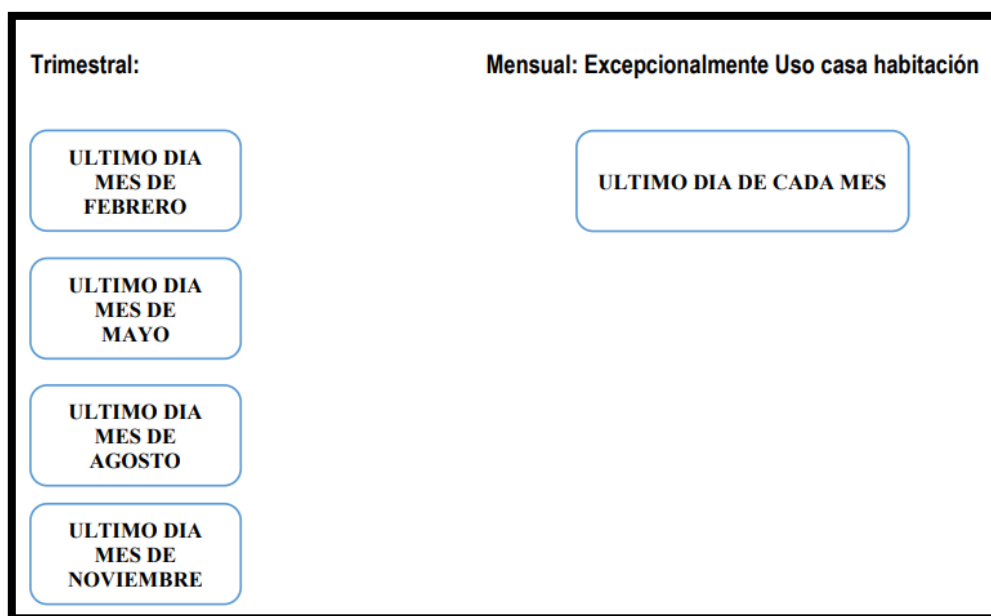 Trimestral:
Mensual: Excepcionalmente Uso casa habitación
ULTIMO DIA
MES DE
FEBRERO
ULTIMO DIA DE CADA MES
ULTIMO DIA
MES DE
MAYO
ULTIMO DIA
MES DE
AGOSTO
ULTIMO DIA
MES DE
NOVIEMBRE